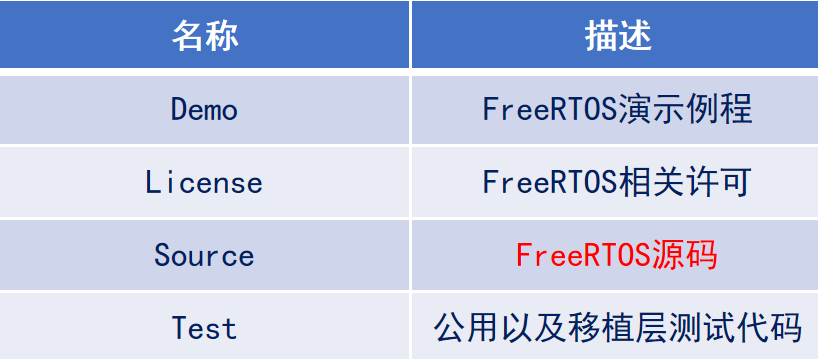 名称 描述
Demo FreeRTOS演示例程
License FreeRTOS相关许可
Source FreeRTOS源码
Test 公用以及移植层测试代码